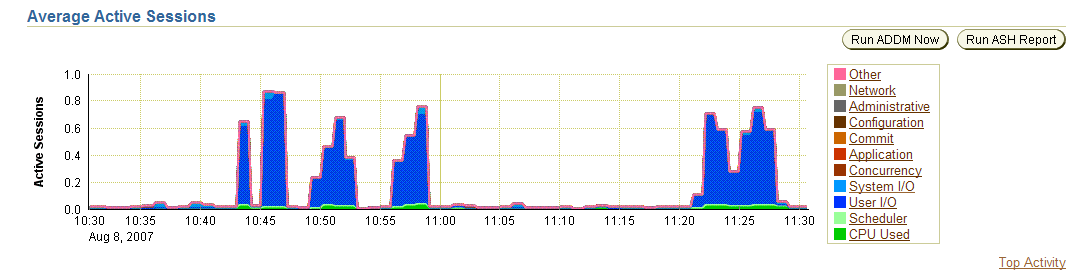 Average Active Sessions
Run ADDM Now Run ASH Report
Active Sessions
1.0
0.8
0.6
0.4
0.2
0.0
10:30 10:35 10:40 10:45 10:50 10:55 11:00 11:05 11:10 11:15 11:20 11:25 11:30
Aug 8, 2007
Other
Network
Administrative
Configuration
Commit
Application
Concurrency
System I/O
User I/O
Scheduler
CPU Used
Top Activity